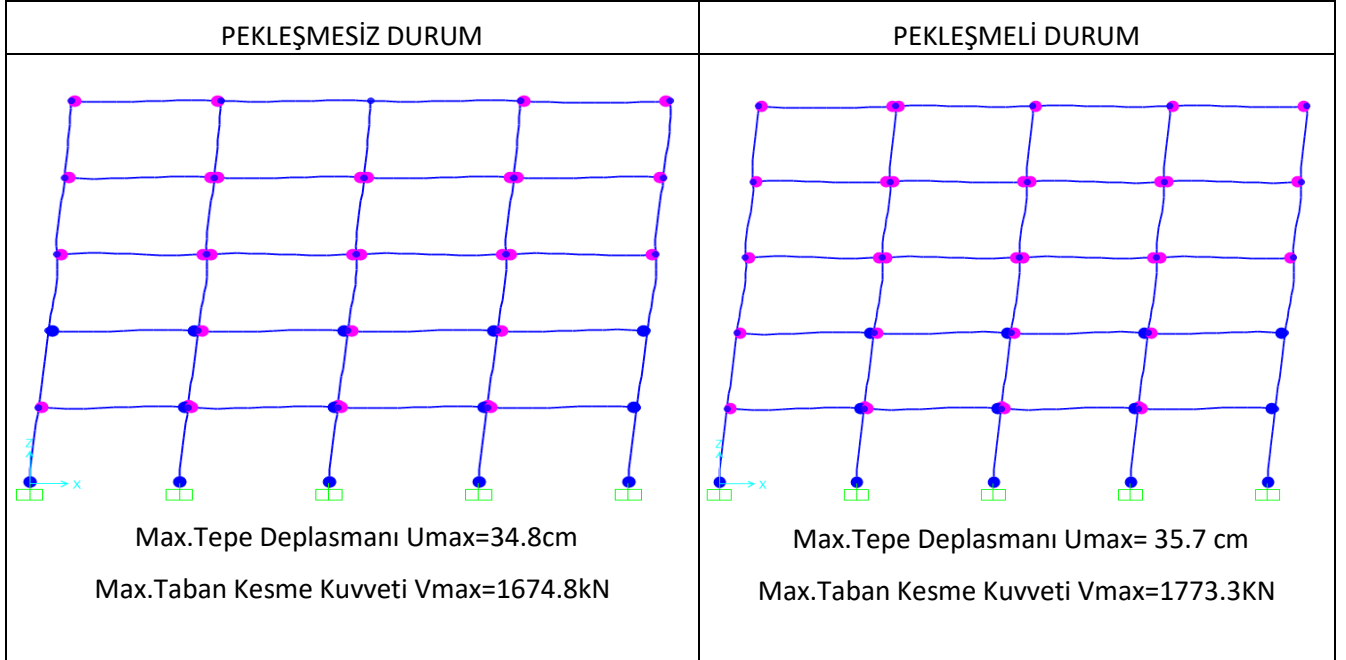 PEKLEŞMESİZ DURUM
PEKLEŞMELİ DURUM
Z
X
Z
X
Max.Tepe Deplasmanı Umax=34.8cm
Max.Taban Kesme Kuvveti Vmax=1674.8kN
Max.Tepe Deplasmanı Umax= 35.7 cm
Max.Taban Kesme Kuvveti Vmax=1773.3KN